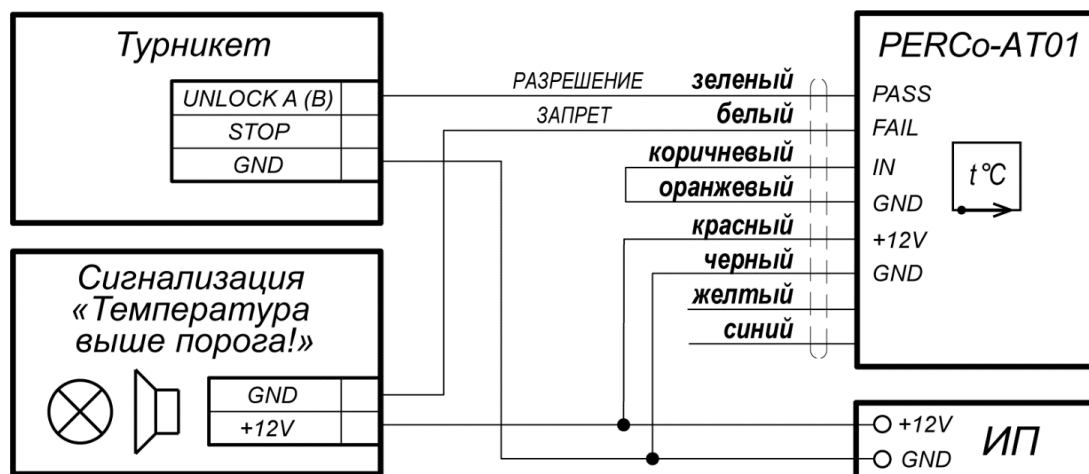 Турникет
UNLOCK A (B)
STOP
GND
Сигнализация
«Температура
выше порога!»
GND
+12V
РАЗРЕШЕНИЕ
ЗАПРЕТ
зеленый
белый
коричневый
оранжевый
красный
черный
желтый
синий
PERCo-AT01
PASS
FAIL
IN
GND
+12V
GND
t°C
+12V
GND
ИП